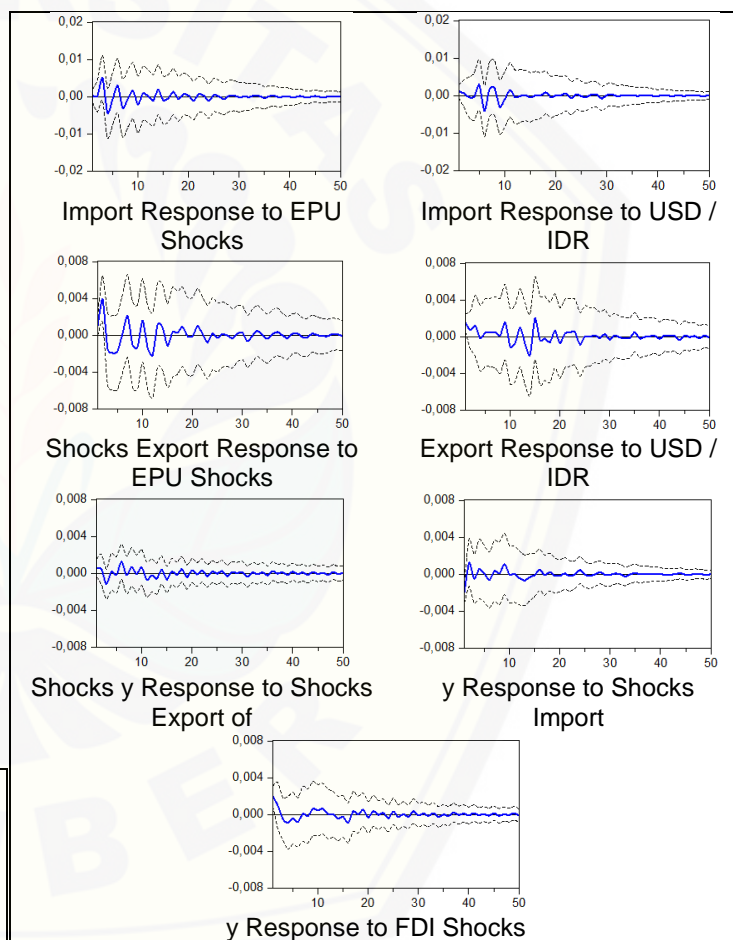 0,02 0,02
0,01 0,01
0,00 0,00
-0,01 -0,01
-0,02 -0,02
10 20 30 40 50 10 20 30 40 50
Import Response to EPU Shocks
Import Response to USD / IDR
0,008 0,008
0,004 0,004
0,000 0,000
-0,004 -0,004
-0,008 -0,008
10 20 30 40 50 10 20 30 40 50
Shocks Export Response to EPU Shocks
Export Response to USD / IDR
0,008 0,008
0,004 0,004
0,000 0,000
-0,004 -0,004
-0,008 -0,008
10 20 30 40 50 10 20 30 40 50
Shocks y Response to Shocks Export of
y Response to Shocks Import
0,008
0,004
0,000
-0,004
-0,008
10 20 30 40 50
y Response to FDI Shocks
SITAS
BER